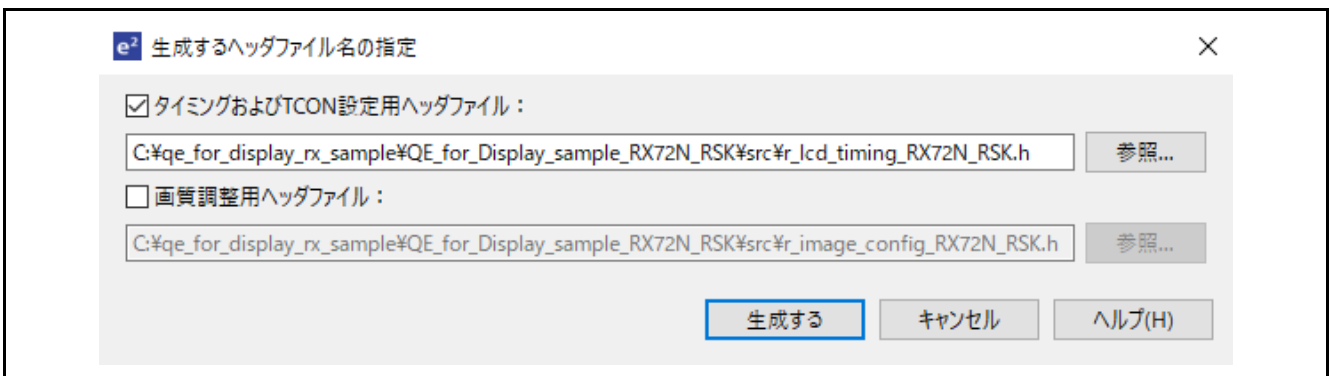 e² 生成するヘッダファイル名の指定
タイミングおよびTCON設定用ヘッダファイル：
C:¥qe_for_display_rx_sample¥QE_for_Display_sample_RX72N_RSK¥src¥r_lcd_timing_RX72N_RSK.h 参照...
画質調整用ヘッダファイル：
C:¥qe_for_display_rx_sample¥QE_for_Display_sample_RX72N_RSK¥src¥r_image_config_RX72N_RSK.h 参照...
生成する キャンセル ヘルプ(H)